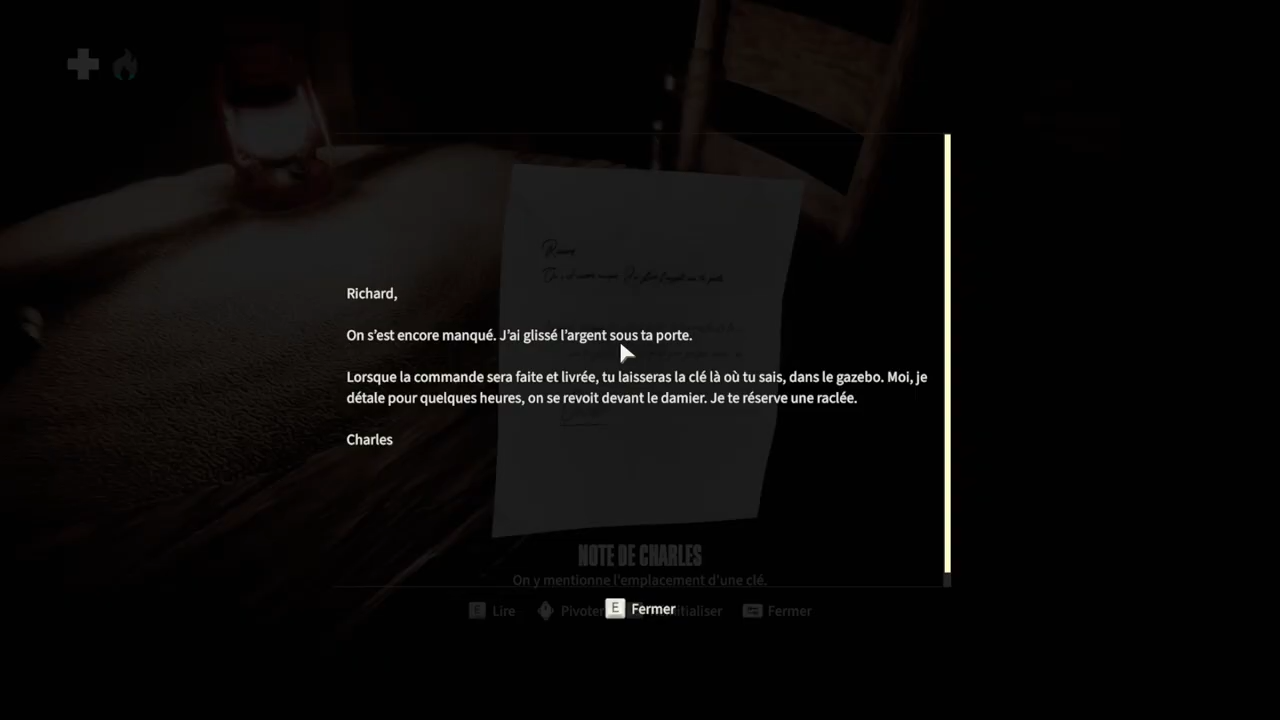 Richard,
On s’est encore manqué. J’ai glissé l’argent sous ta porte.
Lorsque la commande sera faite et livrée, tu laisseras la clé là où tu sais, dans le gazebo. Moi, je
détale pour quelques heures, on se revoit devant le damier. Je te réserve une raclée.
Charles
NOTE DE CHARLES
On y mentionne l'emplacement d'une clé.
E Lire Pivoter E Fermer Fermer